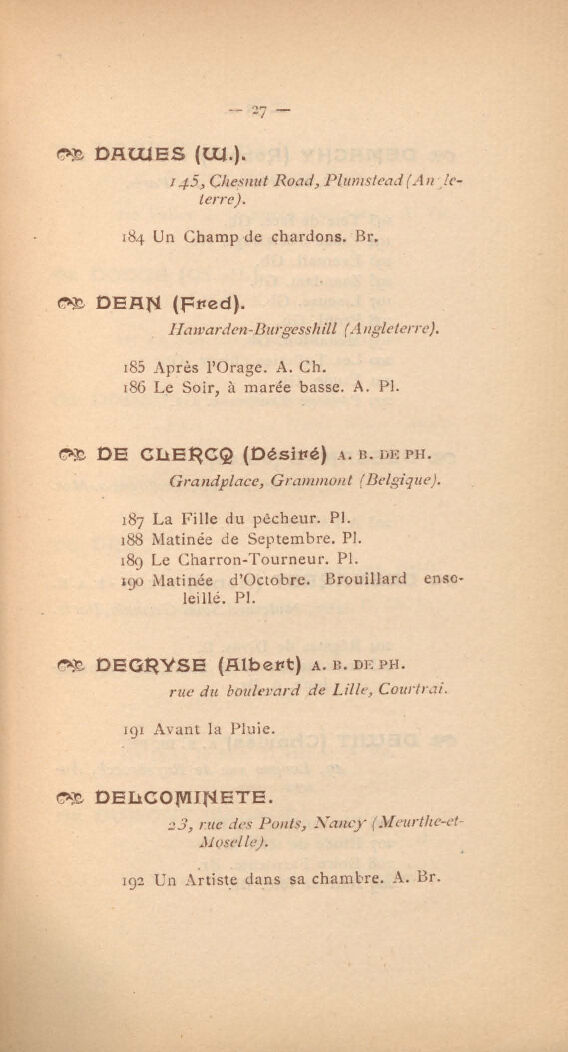 — 27 —
DAWES (W.).
145, Chesnut Road, Plumstead (Angle-
terre).
184 Un Champ de chardons. Br.
DEAN (Fred).
Hawarden-Burgesshill (Angleterre).
185 Après l'Orage. A. Ch.
186 Le Soir, à marée basse. A. Pl.
DE CLERCQ (Désiré) A. B. DE PH.
Grandplace, Grammont (Belgique).
187 La Fille du pêcheur. Pl.
188 Matinée de Septembre. Pl.
189 Le Charron-Tourneur. Pl.
190 Matinée d'Octobre. Brouillard enso-
leillé. Pl.
DEGRYSE (Albert) A. B. DE PH.
rue du boulevard de Lille, Courtrai.
191 Avant la Pluie.
DELCOMINETE.
23, rue des Ponts, Nancy (Meurthe-et-
Moselle).
192 Un Artiste dans sa chambre. A. Br.